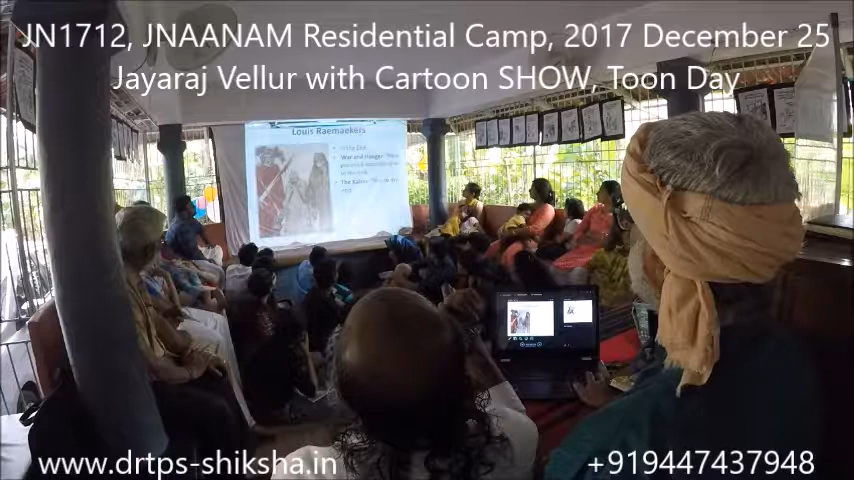 JN1712, JNAANAM Residential Camp, 2017 December 25
Jayaraj Vellur with Cartoon SHOW, Toon Day
Louis Raemaekers
War and Hunger
The Kaiser
www.drtps-shiksha.in
+919447437948